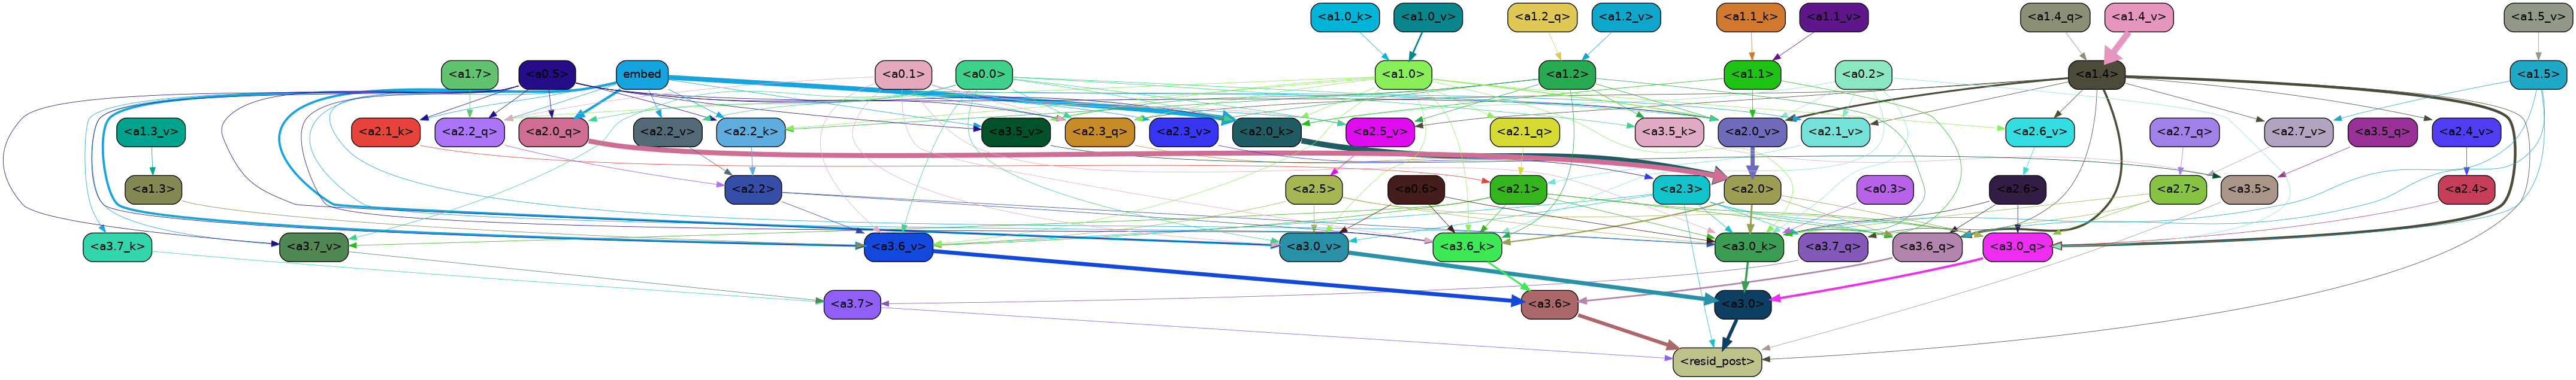 <a1.0_k> <a1.0_v> <a1.2_q> <a1.2_v> <a1.1_k> <a1.1_v> <a1.4_q> <a1.4_v> <a1.5_v>
<a1.7> <a0.5> embed <a0.1> <a0.0> <a1.0> <a1.2> <a1.1> <a0.2> <a1.4> <a1.5>
<a1.3_v> <a2.1_k> <a2.2_q> <a2.0_q> <a2.2_v> <a2.2_k> <a3.5_v> <a2.3_q> <a2.3_v> <a2.0_k> <a2.5_v> <a2.1_q> <a3.5_k> <a2.0_v> <a2.1_v> <a2.6_v> <a2.7_q> <a2.7_v> <a3.5_q> <a2.4_v>
<a1.3> <a2.2> <a2.5> <a0.6> <a2.1> <a2.3> <a2.0> <a0.3> <a2.6> <a2.7> <a3.5> <a2.4>
<a3.7_k> <a3.7_v> <a3.6_v> <a3.0_v> <a3.6_k> <a3.0_k> <a3.7_q> <a3.6_q> <a3.0_q>
<a3.7> <a3.6> <a3.0>
<resid_post>